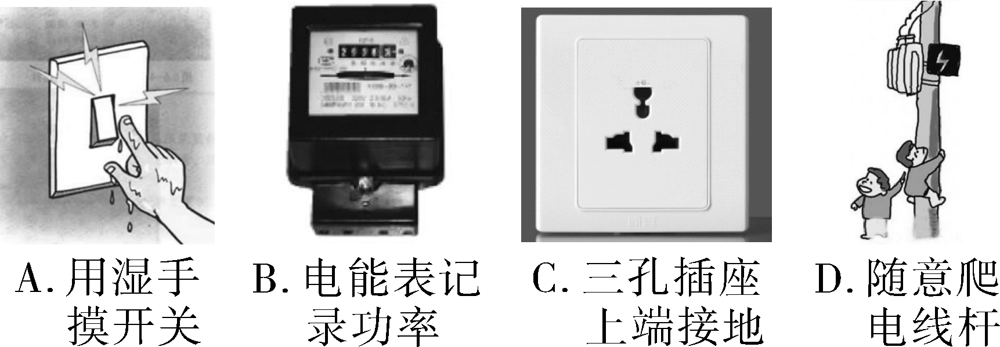 A. 用湿手
摸开关
B. 电能表记
录功率
C. 三孔插座
上端接地
D. 随意爬
电线杆